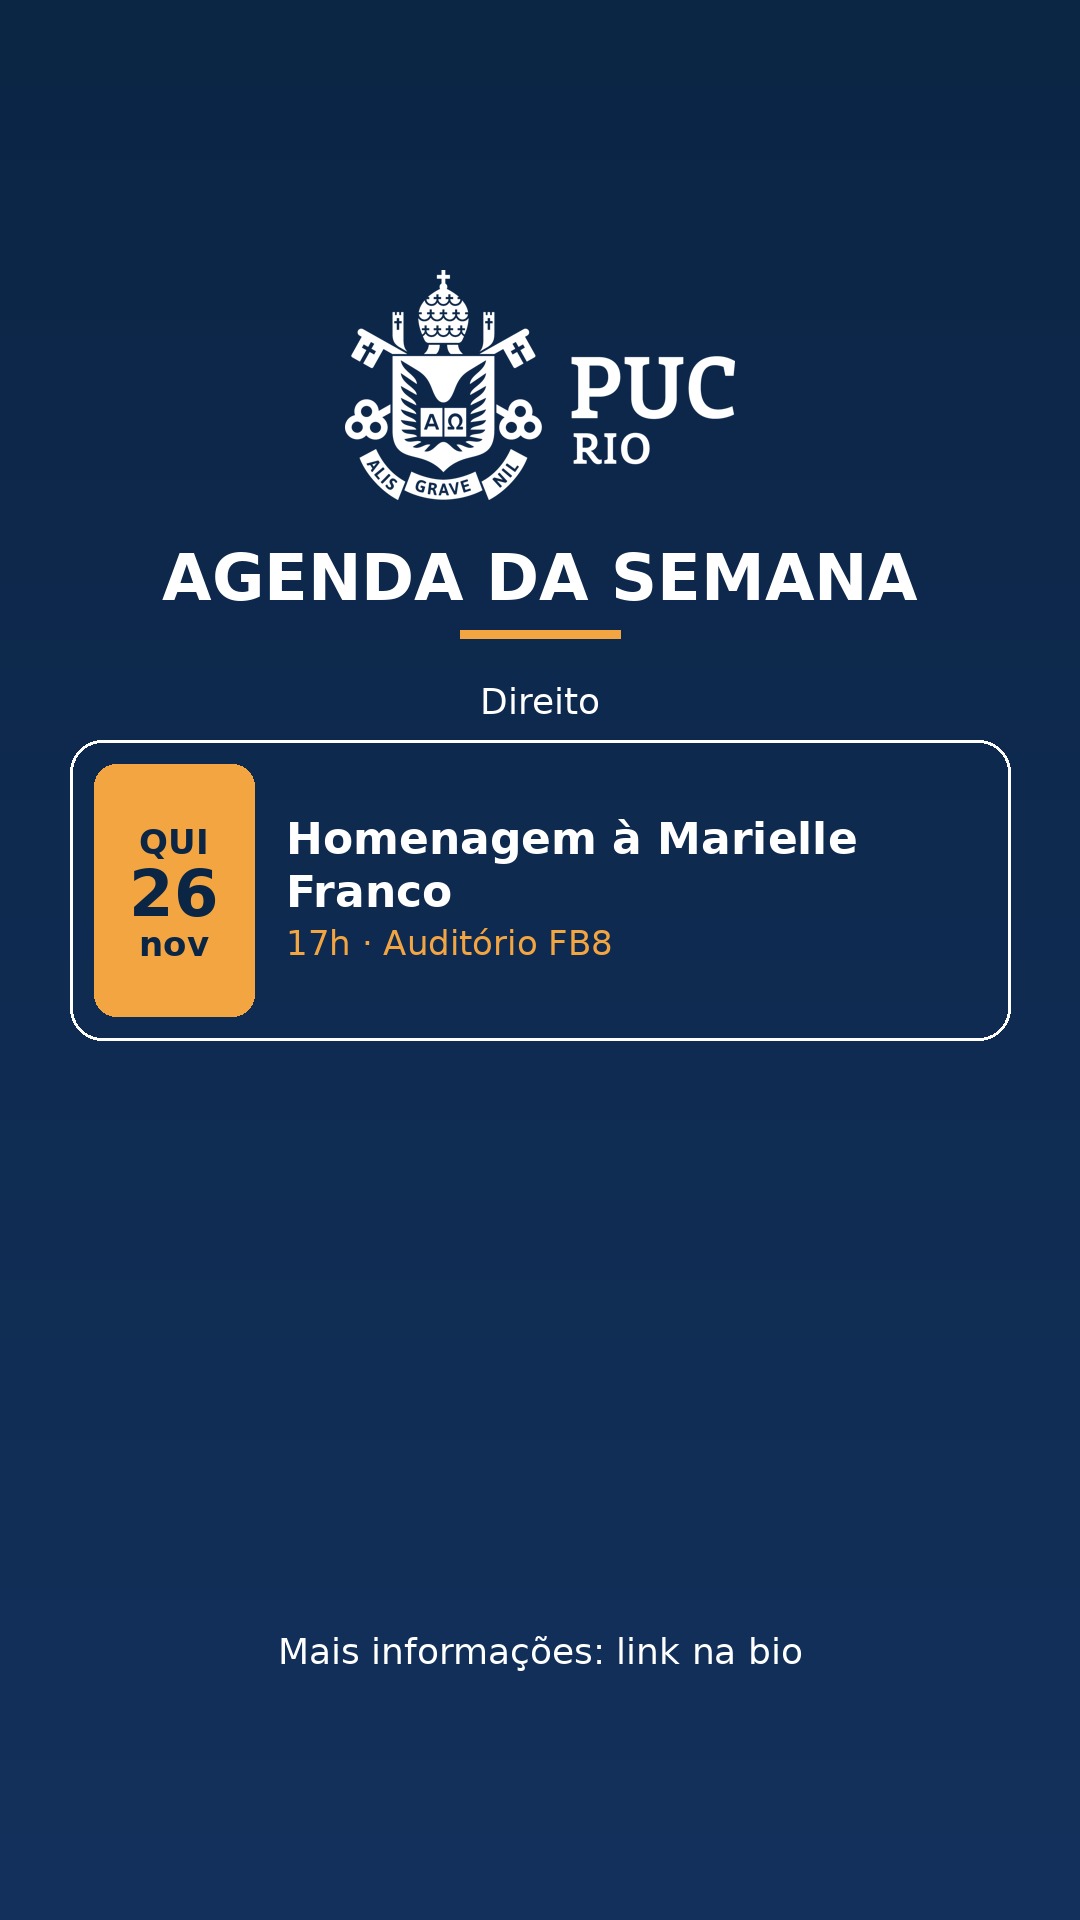 ALIS GRAVE NIL
Α Ω
PUC
RIO
AGENDA DA SEMANA
Direito
QUI
26
nov
Homenagem à Marielle
Franco
17h · Auditório FB8
Mais informações: link na bio